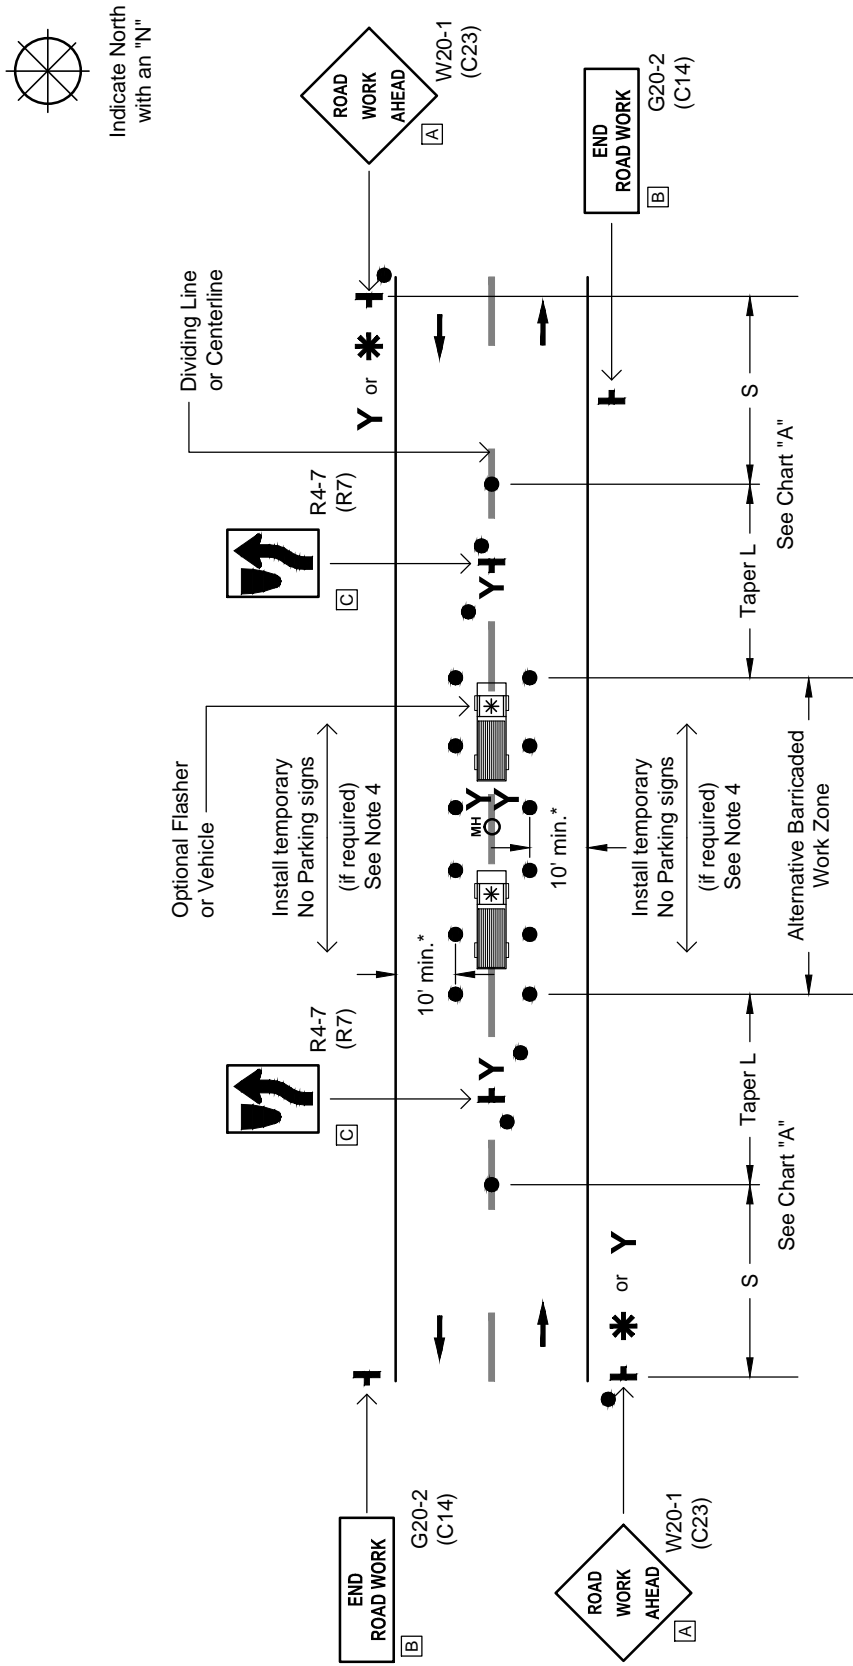 Indicate North
with an "N"
ROAD
WORK
AHEAD
A
W20-1
(C23)
END
ROAD WORK
B
G20-2
(C14)
Dividing Line
or Centerline
Y or
R4-7
(R7)
C
Y
Optional Flasher
or Vehicle
Install temporary
No Parking signs
(if required)
See Note 4
10' min.*
MH
Y
Y
10' min.*
Install temporary
No Parking signs
(if required)
See Note 4
R4-7
(R7)
C
Y
S
Taper L
See Chart "A"
Alternative Barricaded
Work Zone
Taper L
S
See Chart "A"
or Y
END
ROAD WORK
B
G20-2
(C14)
ROAD
WORK
AHEAD
A
W20-1
(C23)